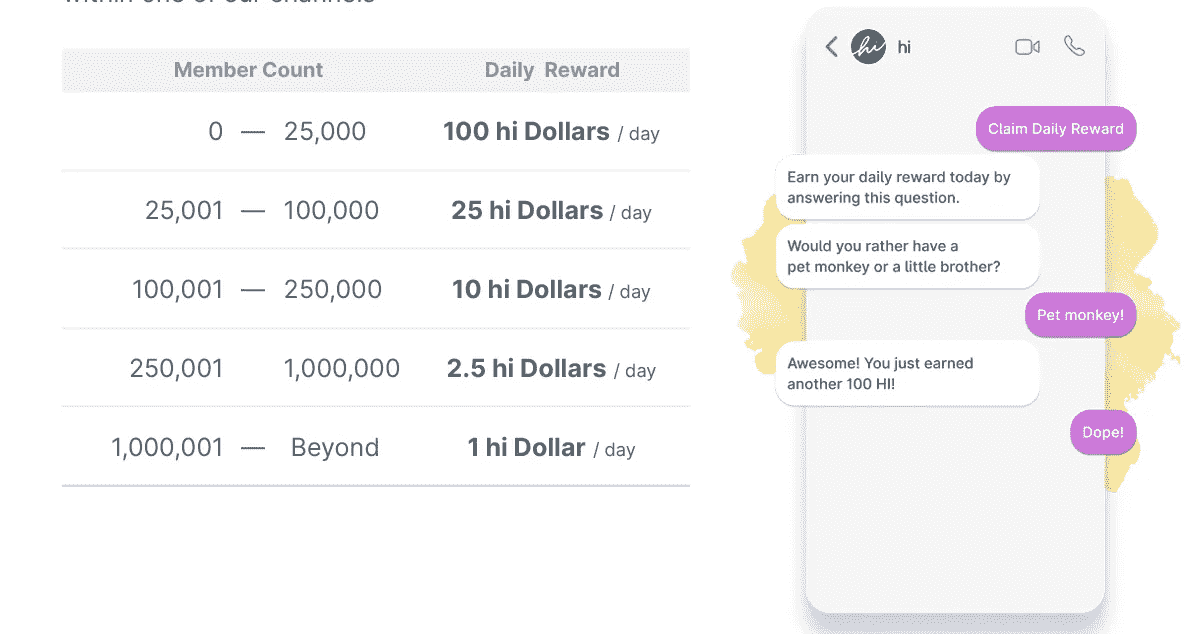 within one of our channels
Member Count Daily Reward
0 — 25,000 100 hi Dollars / day
25,001 — 100,000 25 hi Dollars / day
100,001 — 250,000 10 hi Dollars / day
250,001 1,000,000 2.5 hi Dollars / day
1,000,001 — Beyond 1 hi Dollar / day
hi hi
Claim Daily Reward
Earn your daily reward today by
answering this question.
Would you rather have a
pet monkey or a little brother?
Pet monkey!
Awesome! You just earned
another 100 HI!
Dope!